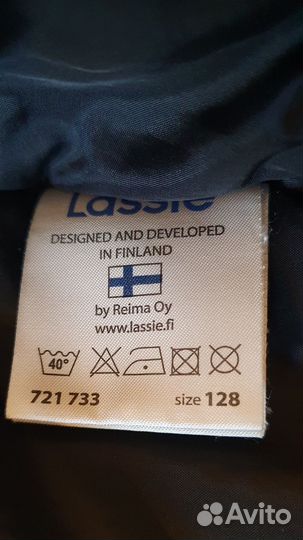 Lassie
DESIGNED AND DEVELOPED
IN FINLAND
by Reima Oy
www.lassie.fi
40°
721 733 size 128
Avito